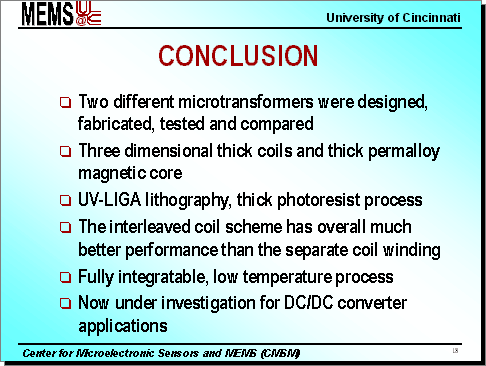 MEMS UC@
University of Cincinnati
CONCLUSION
Two different microtransformers were designed,
fabricated, tested and compared
Three dimensional thick coils and thick permalloy
magnetic core
UV-LIGA lithography, thick photoresist process
The interleaved coil scheme has overall much
better performance than the separate coil winding
Fully integratable, low temperature process
Now under investigation for DC/DC converter
applications
Center for Microelectronic Sensors and MEMS (CMSM)
18